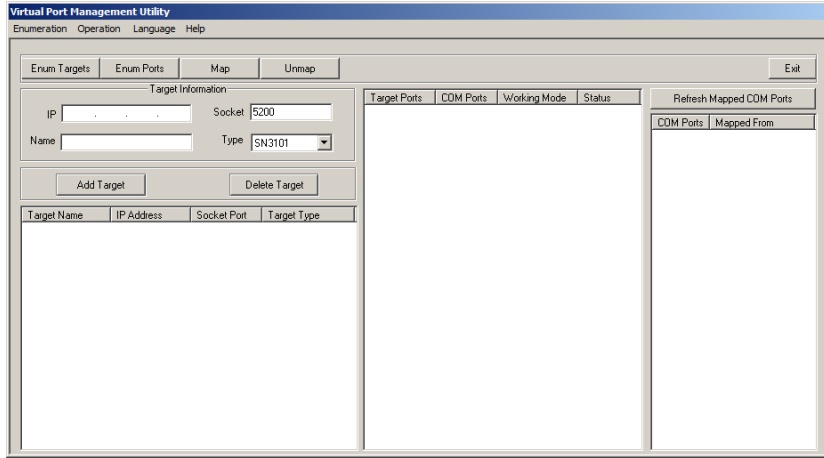 Virtual Port Management Utility
Enumeration Operation Language Help
Enum Targets Enum Ports Map Unmap Exit
Target Information
IP . . . Socket 5200
Name Type SN3101
Add Target Delete Target
Target Name IP Address Socket Port Target Type
Target Ports COM Ports Working Mode Status
Refresh Mapped COM Ports
COM Ports Mapped From